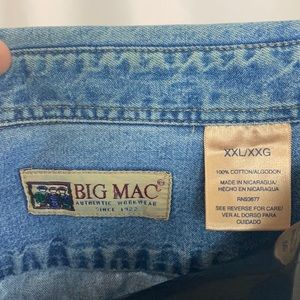 BIG MAC
AUTHENTIC WORKWEAR
SINCE 1922
XXL/XXG
100% COTTON/ALGODON
MADE IN NICARAGUA/
HECHO EN NICARAGUA
RN93677
SEE REVERSE FOR CARE/
VER AL DORSO PARA
CUIDADO